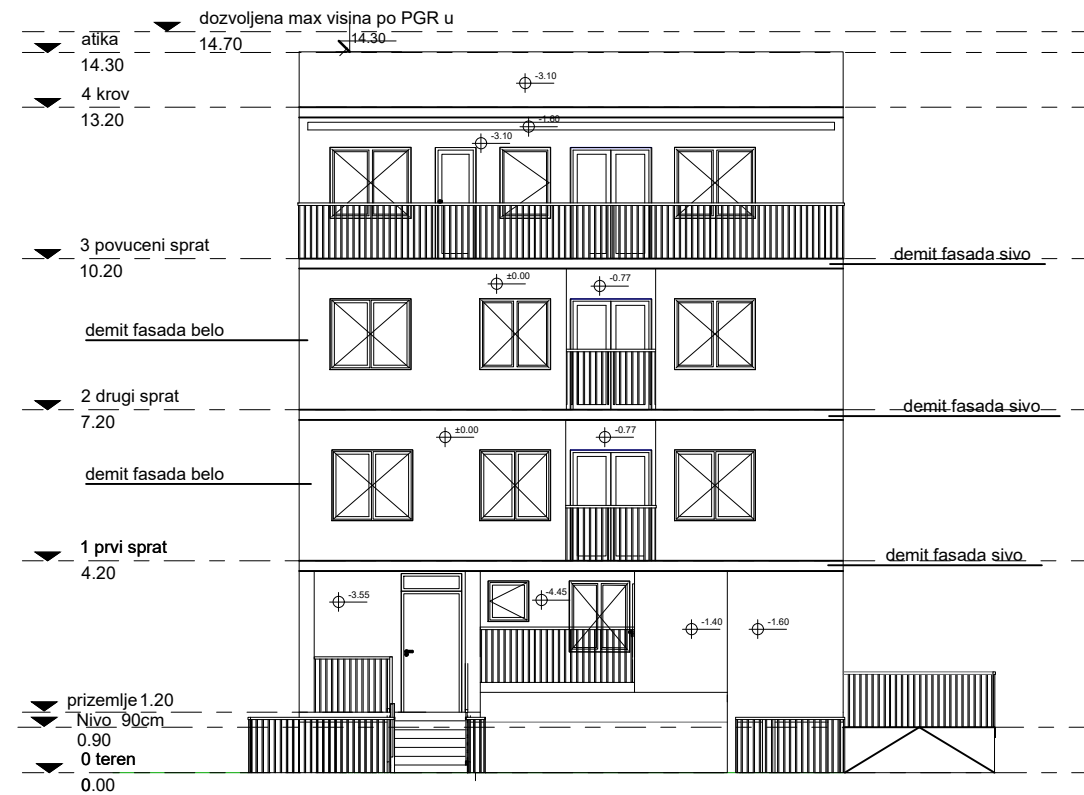 dozvoljena max visina po PGR u
14.70
14.30
atika
14.30
-3.10
4 krov
13.20
-1.60
-3.10
3 povuceni sprat
10.20
demit fasada sivo
±0.00
-0.77
demit fasada belo
2 drugi sprat
7.20
demit fasada sivo
±0.00
-0.77
demit fasada belo
1 prvi sprat
4.20
demit fasada sivo
-3.55
-4.45
-1.40
-1.60
prizemlje 1.20
Nivo 90cm
0.90
0 teren
0.00